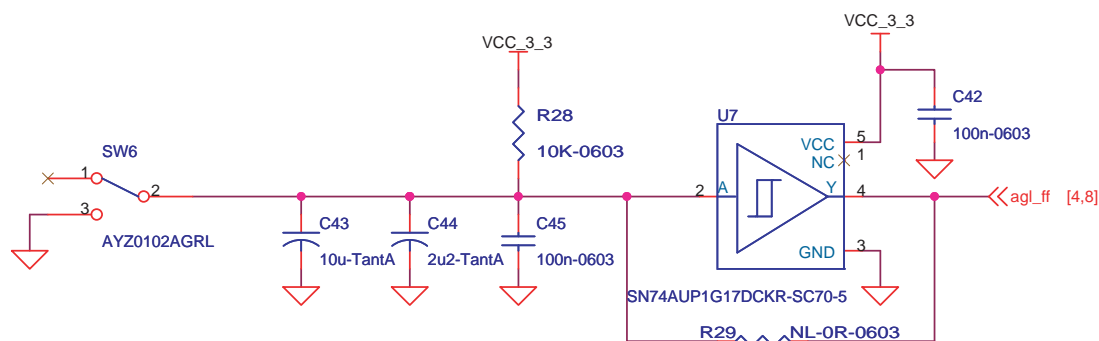 VCC_3_3
VCC_3_3
R28
10K-0603
U7
C42
100n-0603
SW6
1
2
3
AYZ0102AGRL
C43
10u-TantA
C44
2u2-TantA
C45
100n-0603
2
A
VCC
5
NC
1
Y
4
GND
3
agl_ff [4,8]
SN74AUP1G17DCKR-SC70-5
R29
NL-0R-0603